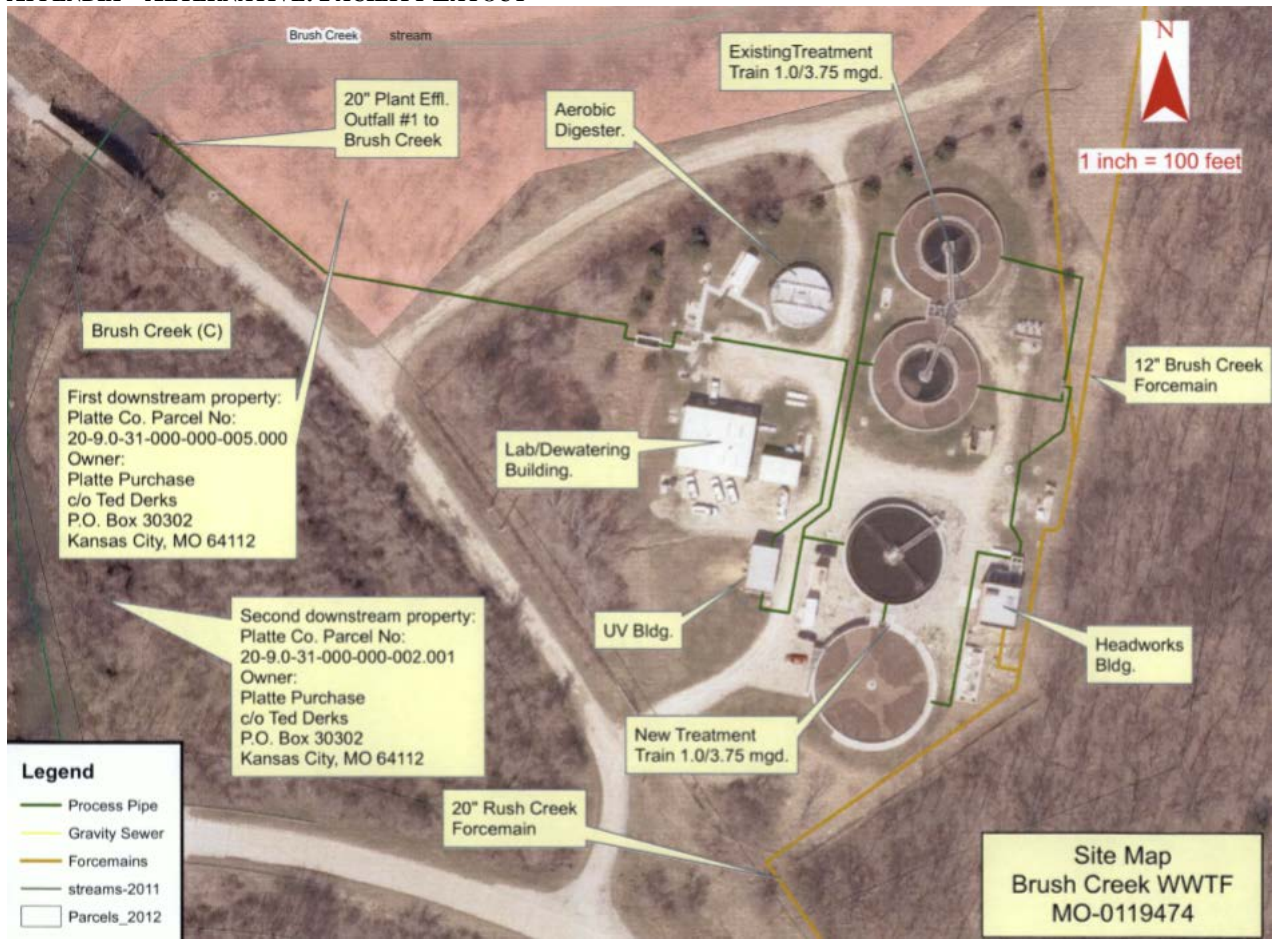 Brush Creek stream
N
1 inch = 100 feet
20" Plant Effl.
Outfall #1 to
Brush Creek
Aerobic
Digester.
ExistingTreatment
Train 1.0/3.75 mgd.
Brush Creek (C)
12" Brush Creek
Forcemain
First downstream property:
Platte Co. Parcel No:
20-9.0-31-000-000-005.000
Owner:
Platte Purchase
c/o Ted Derks
P.O. Box 30302
Kansas City, MO 64112
Lab/Dewatering
Building.
Second downstream property:
Platte Co. Parcel No:
20-9.0-31-000-000-002.001
Owner:
Platte Purchase
c/o Ted Derks
P.O. Box 30302
Kansas City, MO 64112
UV Bldg.
Headworks
Bldg.
New Treatment
Train 1.0/3.75 mgd.
20" Rush Creek
Forcemain
Legend
Process Pipe
Gravity Sewer
Forcemains
streams-2011
Parcels_2012
Site Map
Brush Creek WWTF
MO-0119474